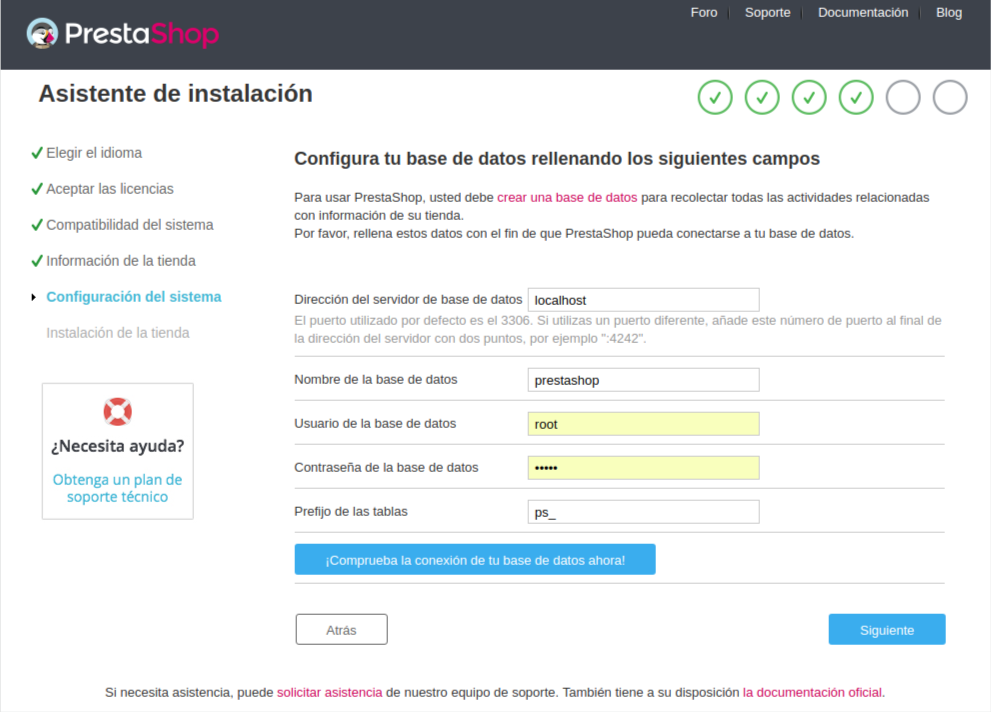 PrestaShop
Foro
Soporte
Documentación
Blog
Asistente de instalación
Elegir el idioma
Aceptar las licencias
Compatibilidad del sistema
Información de la tienda
Configuración del sistema
Instalación de la tienda
¿Necesita ayuda?
Obtenga un plan de
soporte técnico
Configura tu base de datos rellenando los siguientes campos
Para usar PrestaShop, usted debe crear una base de datos para recolectar todas las actividades relacionadas
con información de su tienda.
Por favor, rellena estos datos con el fin de que PrestaShop pueda conectarse a tu base de datos.
Dirección del servidor de base de datos localhost
El puerto utilizado por defecto es el 3306. Si utilizas un puerto diferente, añade este número de puerto al final de
la dirección del servidor con dos puntos, por ejemplo ":4242".
Nombre de la base de datos prestashop
Usuario de la base de datos root
Contraseña de la base de datos •••••
Prefijo de las tablas ps_
¡Comprueba la conexión de tu base de datos ahora!
Atrás
Siguiente
Si necesita asistencia, puede solicitar asistencia de nuestro equipo de soporte. También tiene a su disposición la documentación oficial.